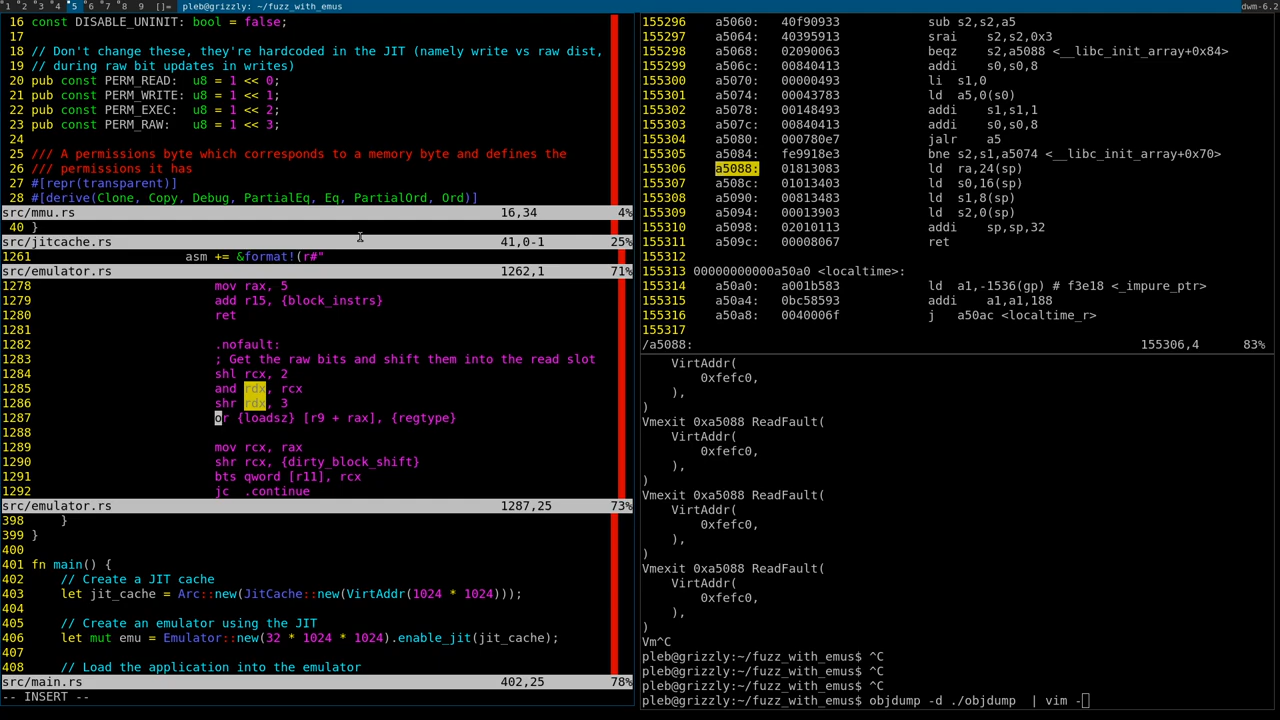 1 2 3 4 5 6 7 8 9 []= pleb@grizzly: ~/fuzz_with_emus dwm-6.2
16 const DISABLE_UNINIT: bool = false;
17
18 // Don't change these, they're hardcoded in the JIT (namely write vs raw dist,
19 // during raw bit updates in writes)
20 pub const PERM_READ:  u8 = 1 << 0;
21 pub const PERM_WRITE: u8 = 1 << 1;
22 pub const PERM_EXEC:  u8 = 1 << 2;
23 pub const PERM_RAW:   u8 = 1 << 3;
24
25 /// A permissions byte which corresponds to a memory byte and defines the
26 /// permissions it has
27 #[repr(transparent)]
28 #[derive(Clone, Copy, Debug, PartialEq, Eq, PartialOrd, Ord)]
src/mmu.rs 16,34 4%
40 }
src/jitcache.rs 41,0-1 25%
1261 asm += &format!(r#"
src/emulator.rs 1262,1 71%
1278 mov rax, 5
1279 add r15, {block_instrs}
1280 ret
1281
1282 .nofault:
1283 ; Get the raw bits and shift them into the read slot
1284 shl rcx, 2
1285 and rdx, rcx
1286 shr rdx, 3
1287 or {loadsz} [r9 + rax], {regtype}
1288
1289 mov rcx, rax
1290 shr rcx, {dirty_block_shift}
1291 bts qword [r11], rcx
1292 jc  .continue
src/emulator.rs 1287,25 73%
398     }
399 }
400
401 fn main() {
402     // Create a JIT cache
403     let jit_cache = Arc::new(JitCache::new(VirtAddr(1024 * 1024)));
404
405     // Create an emulator using the JIT
406     let mut emu = Emulator::new(32 * 1024 * 1024).enable_jit(jit_cache);
407
408     // Load the application into the emulator
src/main.rs 402,25 78%
-- INSERT --
155296 a5060: 40f90933 sub s2,s2,a5
155297 a5064: 40395913 srai s2,s2,0x3
155298 a5068: 02090063 beqz s2,a5088 <__libc_init_array+0x84>
155299 a506c: 00840413 addi s0,s0,8
155300 a5070: 00000493 li s1,0
155301 a5074: 00043783 ld a5,0(s0)
155302 a5078: 00148493 addi s1,s1,1
155303 a507c: 00840413 addi s0,s0,8
155304 a5080: 000780e7 jalr a5
155305 a5084: fe9918e3 bne s2,s1,a5074 <__libc_init_array+0x70>
155306 a5088: 01813083 ld ra,24(sp)
155307 a508c: 01013403 ld s0,16(sp)
155308 a5090: 00813483 ld s1,8(sp)
155309 a5094: 00013903 ld s2,0(sp)
155310 a5098: 02010113 addi sp,sp,32
155311 a509c: 00008067 ret
155312
155313 00000000000a50a0 <localtime>:
155314 a50a0: a001b583 ld a1,-1536(gp) # f3e18 <_impure_ptr>
155315 a50a4: 0bc58593 addi a1,a1,188
155316 a50a8: 0040006f j a50ac <localtime_r>
155317
/a5088: 155306,4 83%
VirtAddr(
0xfefc0,
),
)
Vmexit 0xa5088 ReadFault(
VirtAddr(
0xfefc0,
),
)
Vmexit 0xa5088 ReadFault(
VirtAddr(
0xfefc0,
),
)
Vmexit 0xa5088 ReadFault(
VirtAddr(
0xfefc0,
),
)
Vm^C
pleb@grizzly:~/fuzz_with_emus$ ^C
pleb@grizzly:~/fuzz_with_emus$ ^C
pleb@grizzly:~/fuzz_with_emus$ ^C
pleb@grizzly:~/fuzz_with_emus$ objdump -d ./objdump  | vim -